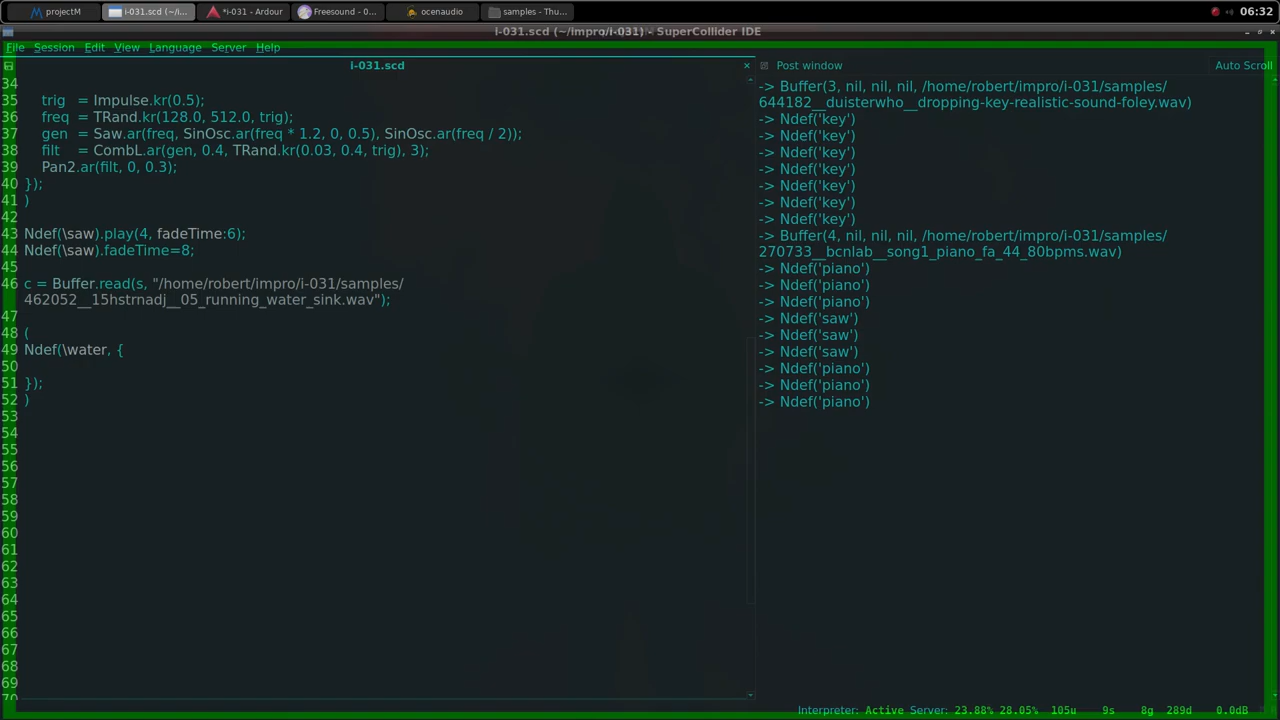 projectM
i-031.scd (~/i...
*i-031 - Ardour
Freesound - 0...
ocenaudio
samples - Thu...
06:32
i-031.scd (~/impro/i-031) - SuperCollider IDE
File Session Edit View Language Server Help
i-031.scd
Post window
Auto Scroll
34
35 trig = Impulse.kr(0.5);
36 freq = TRand.kr(128.0, 512.0, trig);
37 gen = Saw.ar(freq, SinOsc.ar(freq * 1.2, 0, 0.5), SinOsc.ar(freq / 2));
38 filt = CombL.ar(gen, 0.4, TRand.kr(0.03, 0.4, trig), 3);
39 Pan2.ar(filt, 0, 0.3);
40 });
41 )
42
43 Ndef(\saw).play(4, fadeTime:6);
44 Ndef(\saw).fadeTime=8;
45
46 c = Buffer.read(s, "/home/robert/impro/i-031/samples/
462052__15hstrnadj__05_running_water_sink.wav");
47
48 (
49 Ndef(\water, {
50
51 });
52 )
53
54
55
56
57
58
59
60
61
62
63
64
65
66
67
68
69
70
-> Buffer(3, nil, nil, nil, /home/robert/impro/i-031/samples/
644182__duisterwho__dropping-key-realistic-sound-foley.wav)
-> Ndef('key')
-> Ndef('key')
-> Ndef('key')
-> Ndef('key')
-> Ndef('key')
-> Ndef('key')
-> Ndef('key')
-> Buffer(4, nil, nil, nil, /home/robert/impro/i-031/samples/
270733__bcnlab__song1_piano_fa_44_80bpms.wav)
-> Ndef('piano')
-> Ndef('piano')
-> Ndef('piano')
-> Ndef('saw')
-> Ndef('saw')
-> Ndef('saw')
-> Ndef('piano')
-> Ndef('piano')
-> Ndef('piano')
Interpreter: Active Server: 23.88% 28.05% 105u 9s 8g 289d 0.0dB